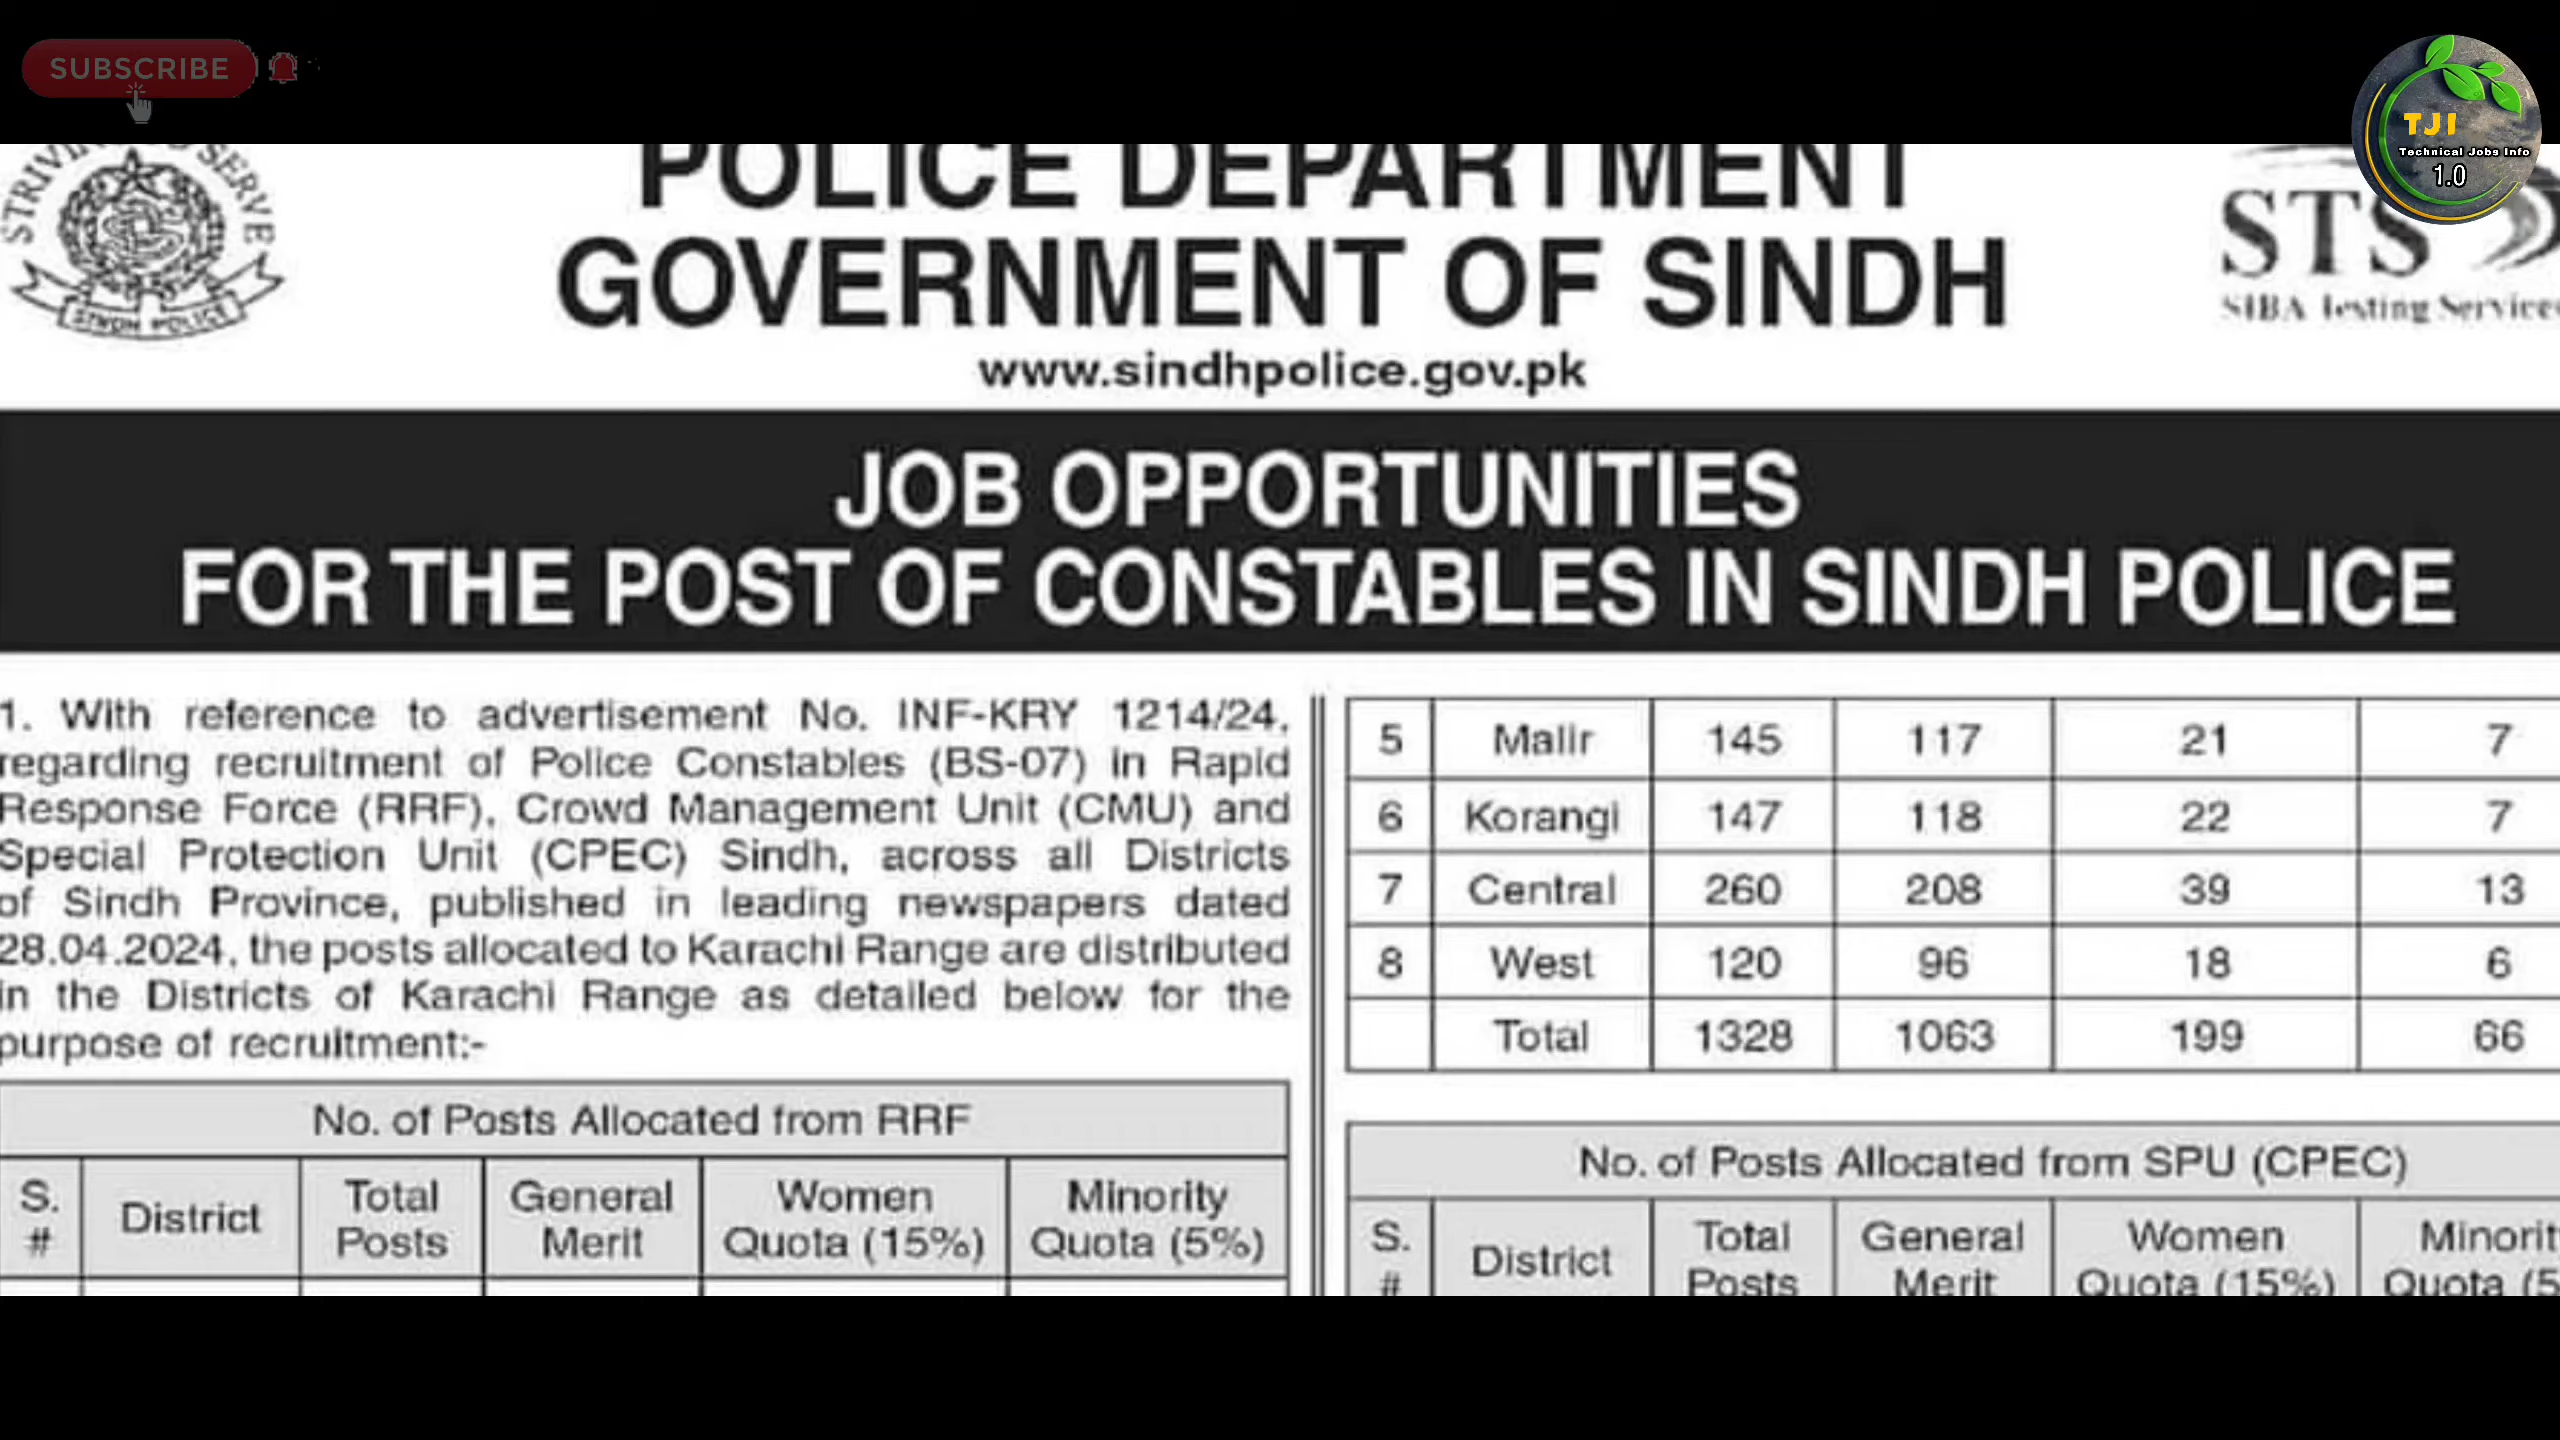 SUBSCRIBE
TJI
Technical Jobs Info
1.0
STRIVING TO SERVE
SINDH POLICE
POLICE DEPARTMENT
GOVERNMENT OF SINDH
www.sindhpolice.gov.pk
STS
SIBA Testing Services
JOB OPPORTUNITIES
FOR THE POST OF CONSTABLES IN SINDH POLICE
1. With reference to advertisement No. INF-KRY 1214/24,
regarding recruitment of Police Constables (BS-07) in Rapid
Response Force (RRF), Crowd Management Unit (CMU) and
Special Protection Unit (CPEC) Sindh, across all Districts
of Sindh Province, published in leading newspapers dated
28.04.2024, the posts allocated to Karachi Range are distributed
in the Districts of Karachi Range as detailed below for the
purpose of recruitment:-
No. of Posts Allocated from RRF
S. # District Total Posts General Merit Women Quota (15%) Minority Quota (5%)
5 Malir 145 117 21 7
6 Korangi 147 118 22 7
7 Central 260 208 39 13
8 West 120 96 18 6
Total 1328 1063 199 66
No. of Posts Allocated from SPU (CPEC)
S. # District Total Posts General Merit Women Quota (15%) Minorit Quota (5